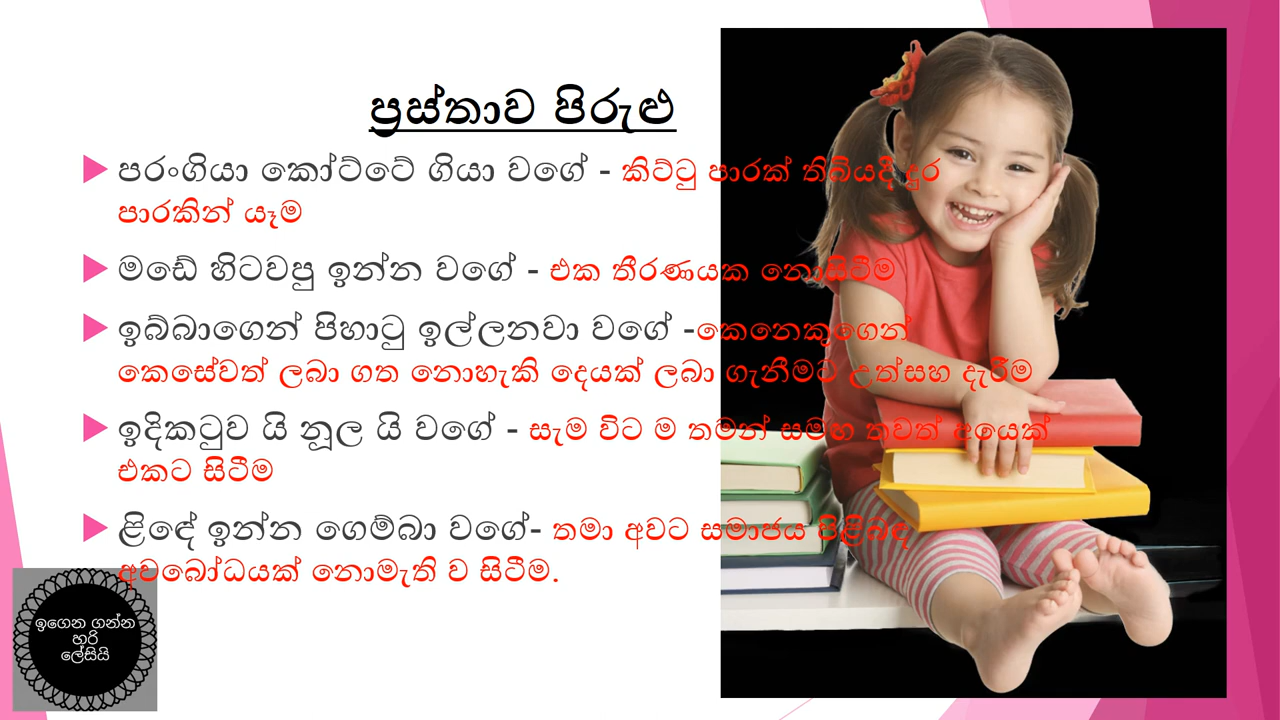 ප්‍රස්තාව පිරුළු
පරංගියා කෝට්ටේ ගියා වගේ - කිට්ටු පාරක් තිබියදී දුර
පාරකින් යෑම
මඩේ හිටවපු ඉන්න වගේ - එක තීරණයක නොසිටීම
ඉබ්බාගෙන් පිහාටු ඉල්ලනවා වගේ -කෙනෙකුගෙන්
කෙසේවත් ලබා ගත නොහැකි දෙයක් ලබා ගැනීමට උත්සහ දැරීම
ඉදිකටුව යි නූල යි වගේ - සැම විට ම තමන් සමඟ තවත් අයෙක්
එකට සිටීම
ළිඳේ ඉන්න ගෙම්බා වගේ- තමා අවට සමාජය පිළිබඳ
අවබෝධයක් නොමැති ව සිටීම.
ඉගෙන ගන්න
හරි
ලේසියි